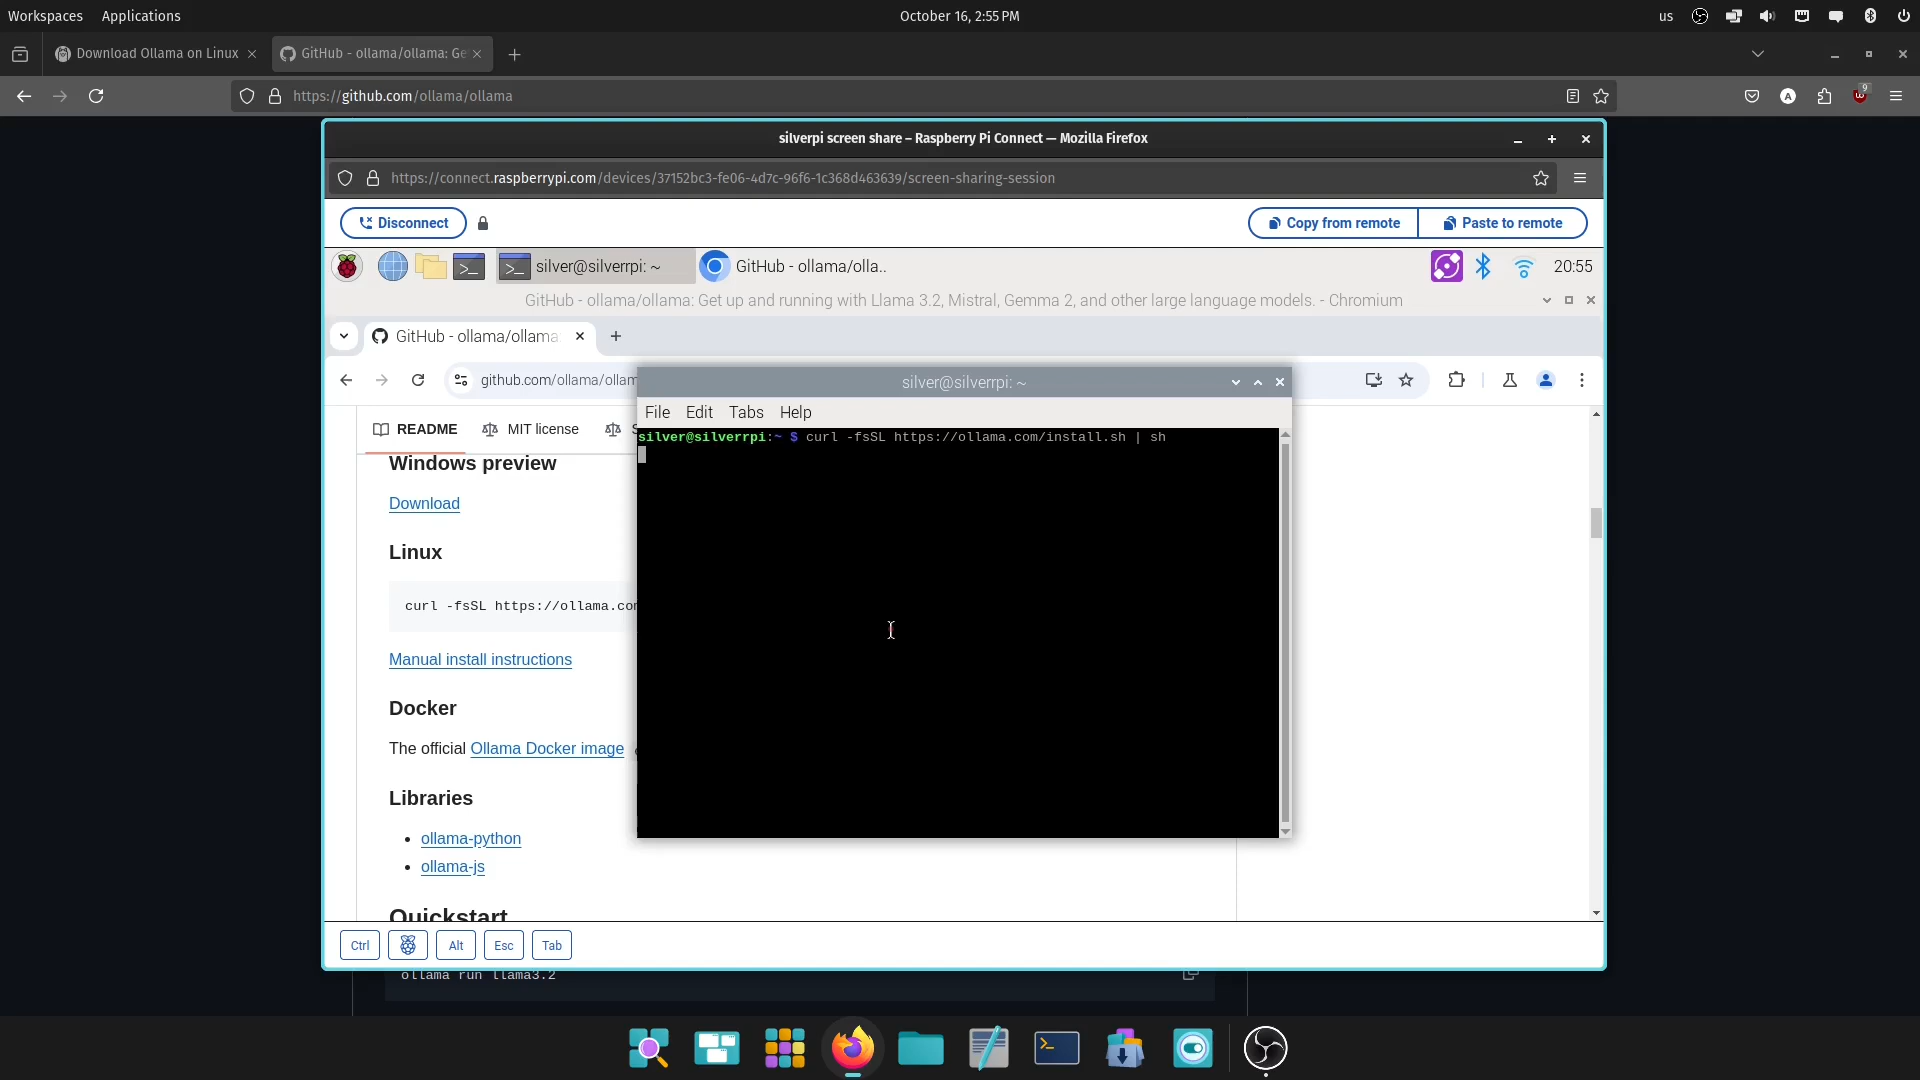 Workspaces Applications October 16, 2:55 PM us
Download Ollama on Linux GitHub - ollama/ollama: Ge
https://github.com/ollama/ollama A 9
silverpi screen share – Raspberry Pi Connect — Mozilla Firefox
https://connect.raspberrypi.com/devices/37152bc3-fe06-4d7c-96f6-1c368d463639/screen-sharing-session
Disconnect Copy from remote Paste to remote
silver@silverrpi: ~ GitHub - ollama/olla.. 20:55
GitHub - ollama/ollama: Get up and running with Llama 3.2, Mistral, Gemma 2, and other large language models. - Chromium
GitHub - ollama/ollama:
github.com/ollama/ollam
silver@silverrpi: ~
File Edit Tabs Help
README MIT license S
silver@silverrpi:~ $ curl -fsSL https://ollama.com/install.sh | sh
Windows preview
Download
Linux
curl -fsSL https://ollama.com
Manual install instructions
Docker
The official Ollama Docker image
Libraries
• ollama-python
• ollama-js
Quickstart
Ctrl Alt Esc Tab
ollama run llama3.2